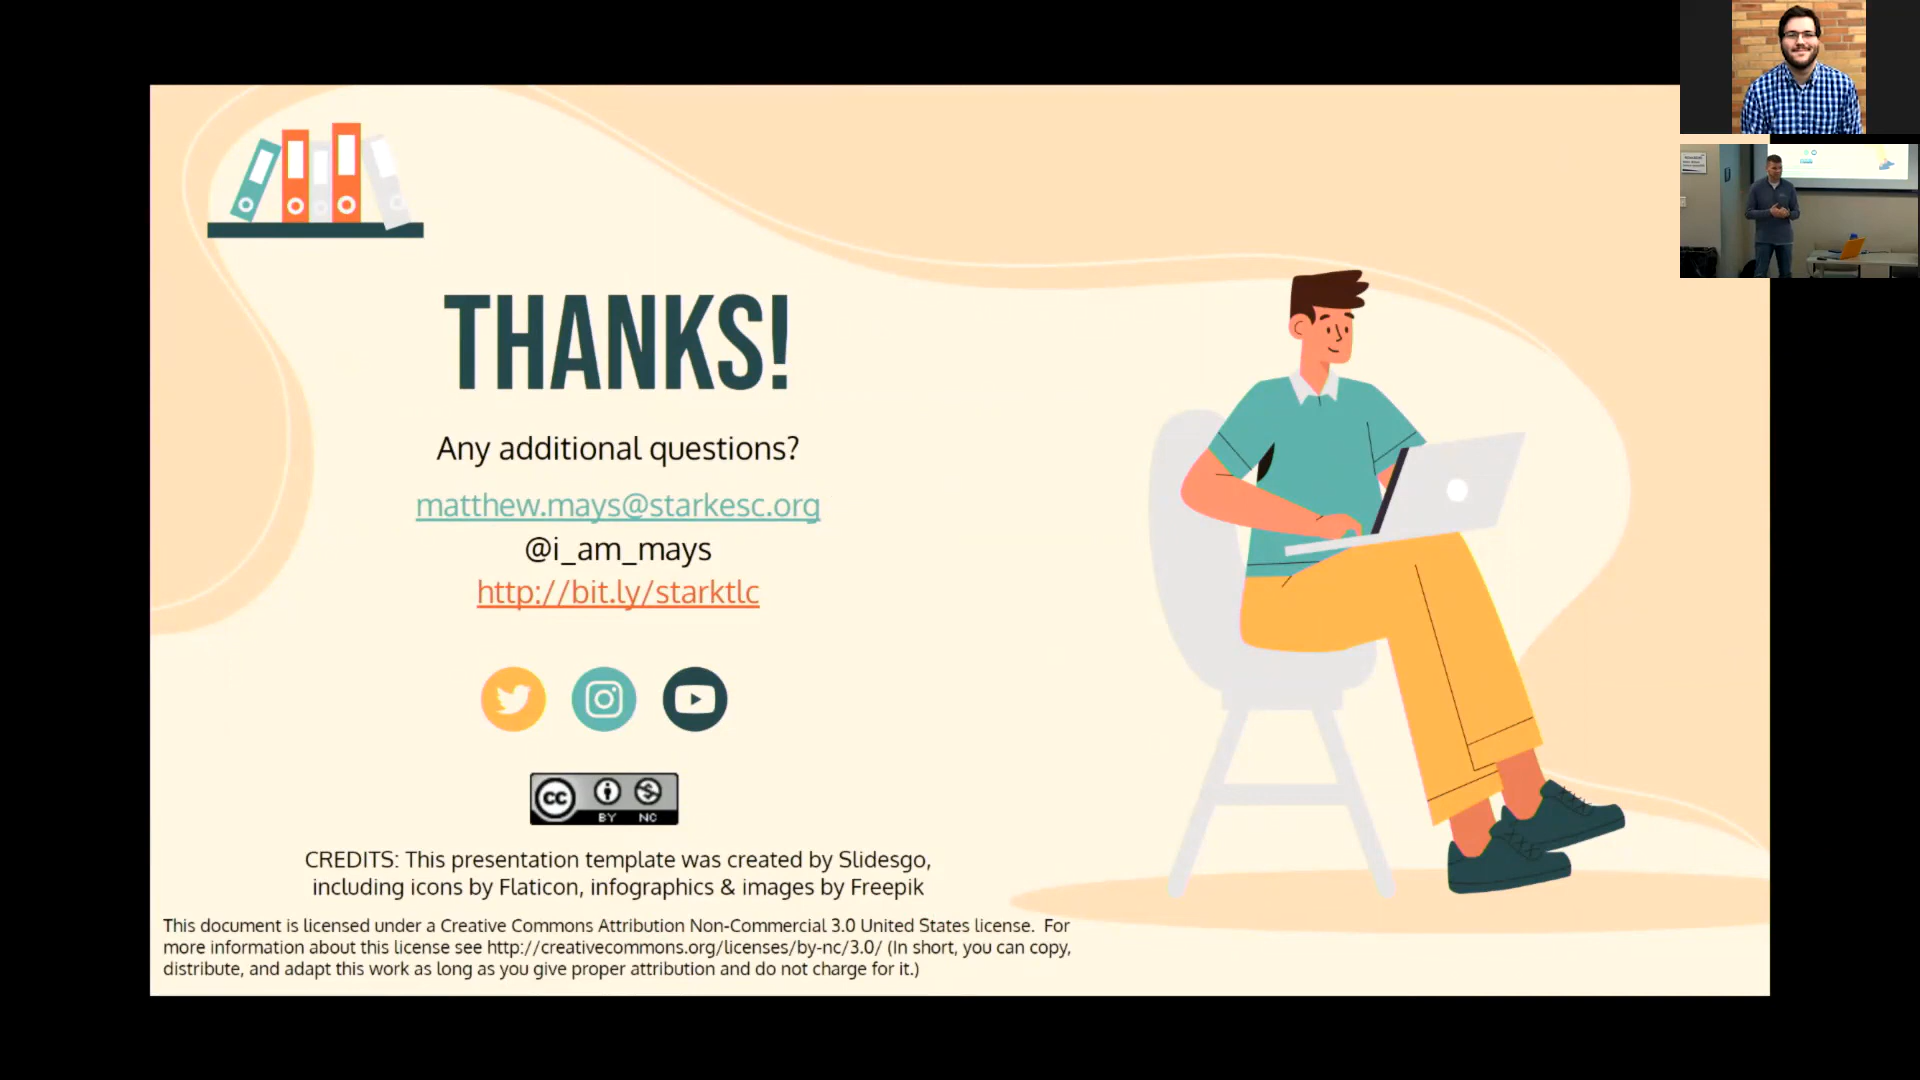 THANKS!
Any additional questions?
matthew.mays@starkesc.org
@i_am_mays
http://bit.ly/starktlc
cc
BY NC
CREDITS: This presentation template was created by Slidesgo,
including icons by Flaticon, infographics & images by Freepik
This document is licensed under a Creative Commons Attribution Non-Commercial 3.0 United States license. For
more information about this license see http://creativecommons.org/licenses/by-nc/3.0/ (In short, you can copy,
distribute, and adapt this work as long as you give proper attribution and do not charge for it.)